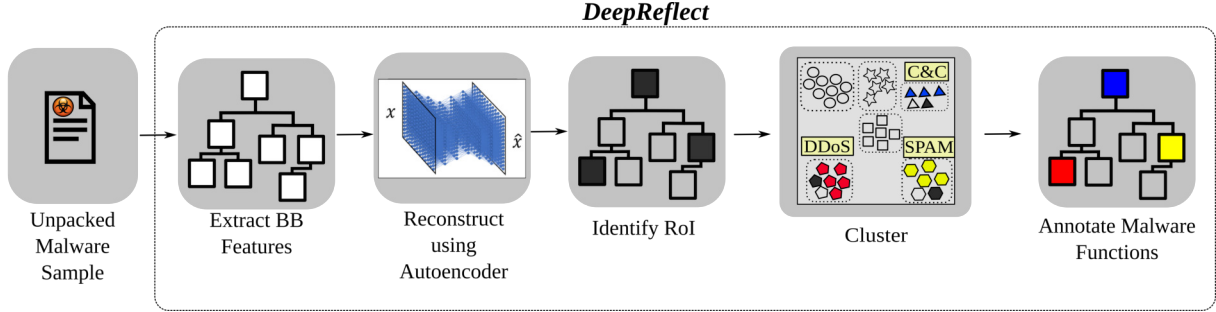 DeepReflect
Unpacked
Malware
Sample
Extract BB
Features
x
x̂
Reconstruct
using
Autoencoder
Identify RoI
C&C
DDoS
SPAM
Cluster
Annotate Malware
Functions